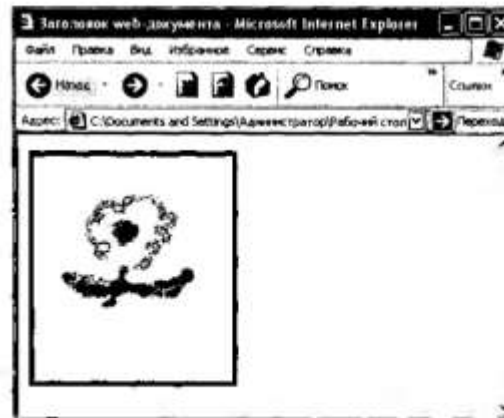 Заголовок web-документа - Microsoft Internet Explorer
Файл Правка Вид Избранное Сервис Справка
Назад Поиск Ссылки
Адрес: C:\Documents and Settings\Администратор\Рабочий стол Переход